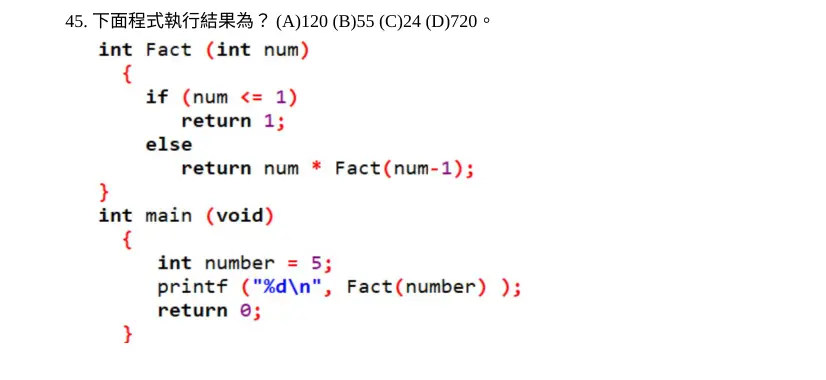 45. 下面程式執行結果為？ (A)120 (B)55 (C)24 (D)720。
int Fact (int num)
{
if (num <= 1)
return 1;
else
return num * Fact(num-1);
}
int main (void)
{
int number = 5;
printf ("%d\n", Fact(number) );
return 0;
}